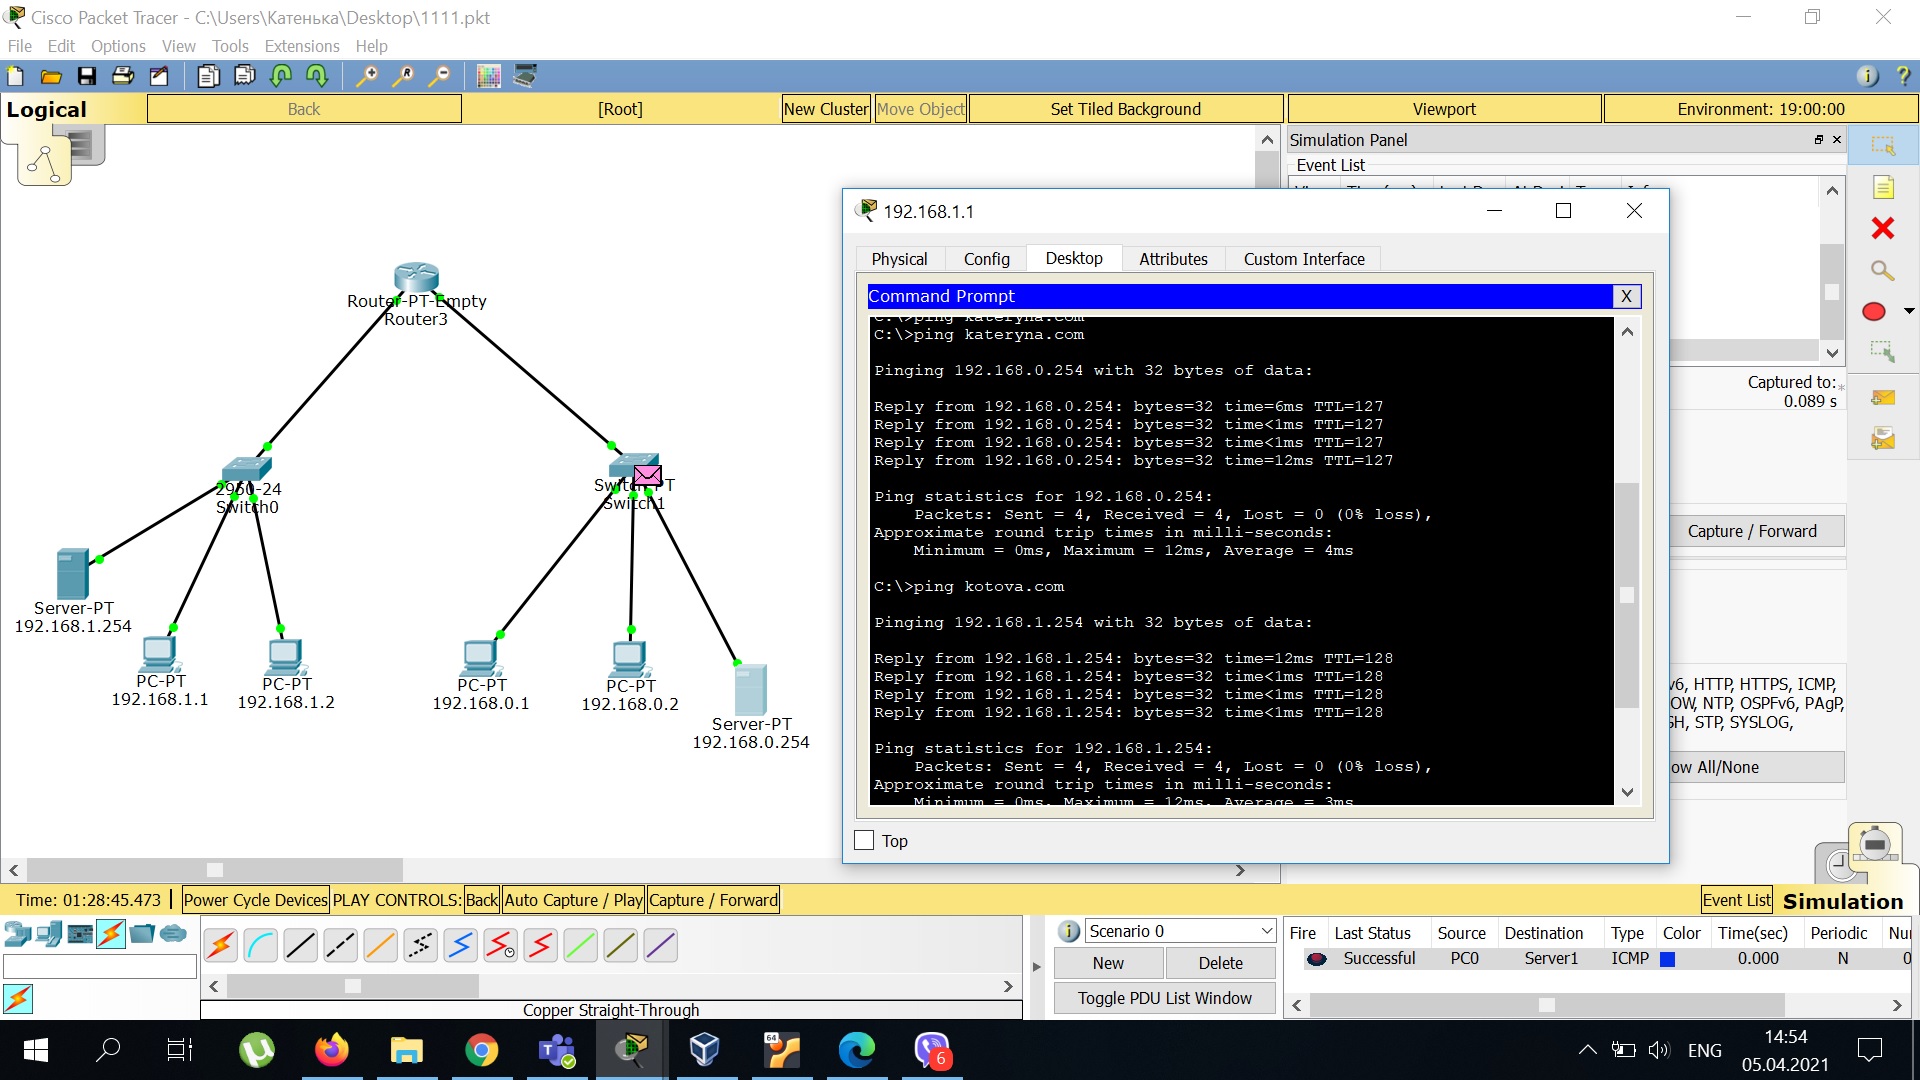 Cisco Packet Tracer - C:\Users\Катенька\Desktop\1111.pkt
File Edit Options View Tools Extensions Help
Logical Back [Root] New Cluster Move Object Set Tiled Background Viewport Environment: 19:00:00
Simulation Panel
Event List
192.168.1.1
Physical Config Desktop Attributes Custom Interface
Command Prompt X
C:\>ping kateryna.com
C:\>ping kateryna.com
Pinging 192.168.0.254 with 32 bytes of data:
Reply from 192.168.0.254: bytes=32 time=6ms TTL=127
Reply from 192.168.0.254: bytes=32 time<1ms TTL=127
Reply from 192.168.0.254: bytes=32 time<1ms TTL=127
Reply from 192.168.0.254: bytes=32 time=12ms TTL=127
Ping statistics for 192.168.0.254:
Packets: Sent = 4, Received = 4, Lost = 0 (0% loss),
Approximate round trip times in milli-seconds:
Minimum = 0ms, Maximum = 12ms, Average = 4ms
C:\>ping kotova.com
Pinging 192.168.1.254 with 32 bytes of data:
Reply from 192.168.1.254: bytes=32 time=12ms TTL=128
Reply from 192.168.1.254: bytes=32 time<1ms TTL=128
Reply from 192.168.1.254: bytes=32 time<1ms TTL=128
Reply from 192.168.1.254: bytes=32 time<1ms TTL=128
Ping statistics for 192.168.1.254:
Packets: Sent = 4, Received = 4, Lost = 0 (0% loss),
Approximate round trip times in milli-seconds:
Minimum = 0ms, Maximum = 12ms, Average = 3ms
Top
Router-PT-Empty
Router3
2950-24
Switch0
Switch-PT
Switch1
Server-PT
192.168.1.254
PC-PT
192.168.1.1
PC-PT
192.168.1.2
PC-PT
192.168.0.1
PC-PT
192.168.0.2
Server-PT
192.168.0.254
Captured to:
0.089 s
Capture / Forward
v6, HTTP, HTTPS, ICMP,
OW, NTP, OSPFv6, PAgP,
SH, STP, SYSLOG,
ow All/None
Time: 01:28:45.473 Power Cycle Devices PLAY CONTROLS: Back Auto Capture / Play Capture / Forward
Event List Simulation
Copper Straight-Through
Scenario 0
New Delete
Toggle PDU List Window
Fire Last Status Source Destination Type Color Time(sec) Periodic Nu
Successful PC0 Server1 ICMP 0.000 N 0
64
6
ENG
14:54
05.04.2021